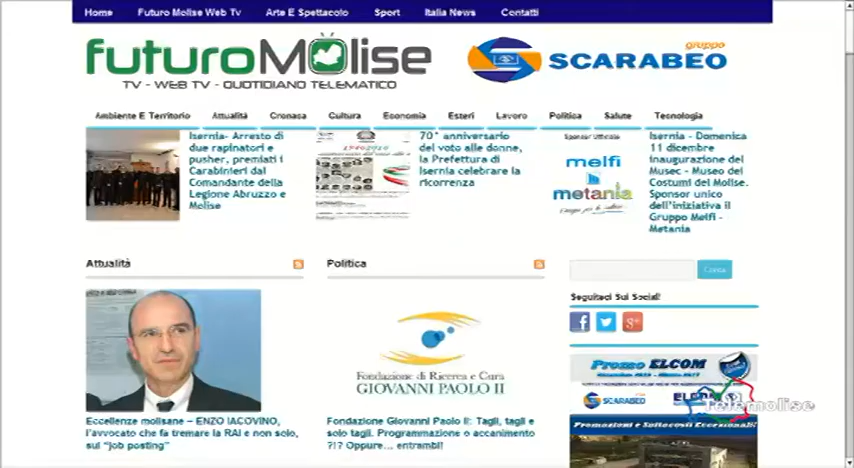 Home Futuro Molise Web Tv Arte E Spettacolo Sport Italia News Contatti
futuroMolise
TV - WEB TV - QUOTIDIANO TELEMATICO
gruppo
SCARABEO
Ambiente E Territorio Attualità Cronaca Cultura Economia Esteri Lavoro Politica Salute Tecnologia
Isernia- Arresto di
due rapinatori e
pusher, premiati i
Carabinieri dal
Comandante della
Legione Abruzzo e
Molise
70° anniversario
del voto alle donne,
la Prefettura di
Isernia celebrare la
ricorrenza
Sponsor Ufficiale
melfi
metania
Isernia - Domenica
11 dicembre
inaugurazione del
Musec - Museo dei
Costumi del Molise.
Sponsor unico
dell'iniziativa il
Gruppo Melfi -
Metania
Attualità
Eccellenze molisane - ENZO IACOVINO,
l'avvocato che fa tremare la RAI e non solo,
sul "job posting"
Politica
Fondazione di Ricerca e Cura
GIOVANNI PAOLO II
Fondazione Giovanni Paolo II: Tagli, tagli e
solo tagli. Programmazione o accanimento
?!? Oppure... entrambi!
Cerca
Seguiteci Sui Social!
Promo ELCOM
SCARABEO
Telemolise
Promozioni e Sottocosti Eccezionali!